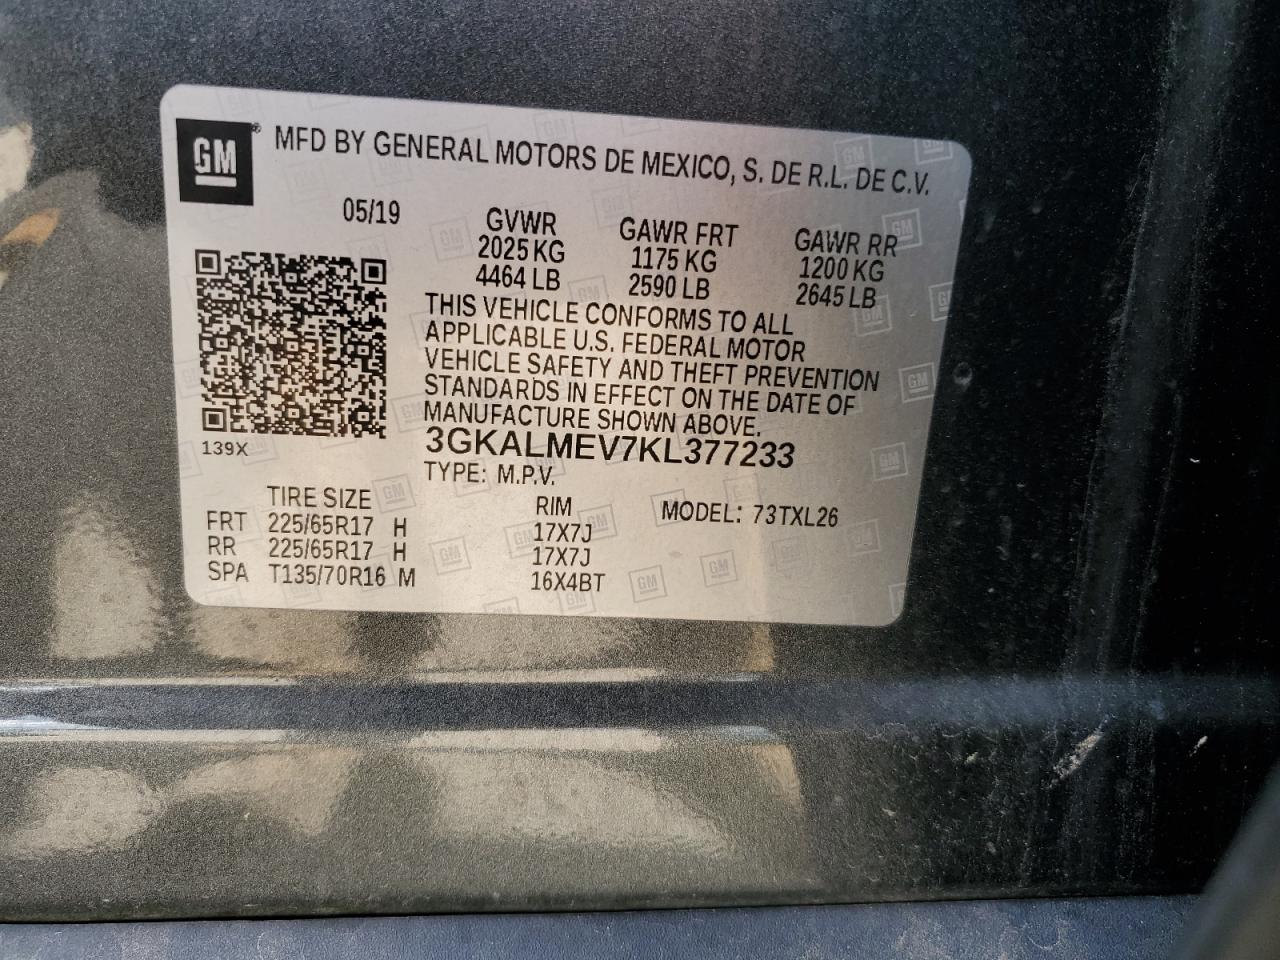 GM® MFD BY GENERAL MOTORS DE MEXICO, S. DE R.L. DE C.V.
05/19 GVWR GAWR FRT GAWR RR
2025 KG 1175 KG 1200 KG
4464 LB 2590 LB 2645 LB
THIS VEHICLE CONFORMS TO ALL
APPLICABLE U.S. FEDERAL MOTOR
VEHICLE SAFETY AND THEFT PREVENTION
STANDARDS IN EFFECT ON THE DATE OF
MANUFACTURE SHOWN ABOVE.
139X 3GKALMEV7KL377233
TYPE: M.P.V.
TIRE SIZE RIM MODEL: 73TXL26
FRT 225/65R17 H 17X7J
RR 225/65R17 H 17X7J
SPA T135/70R16 M 16X4BT